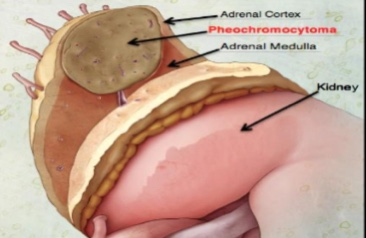 Adrenal Cortex
Pheochromocytoma
Adrenal Medulla
Kidney